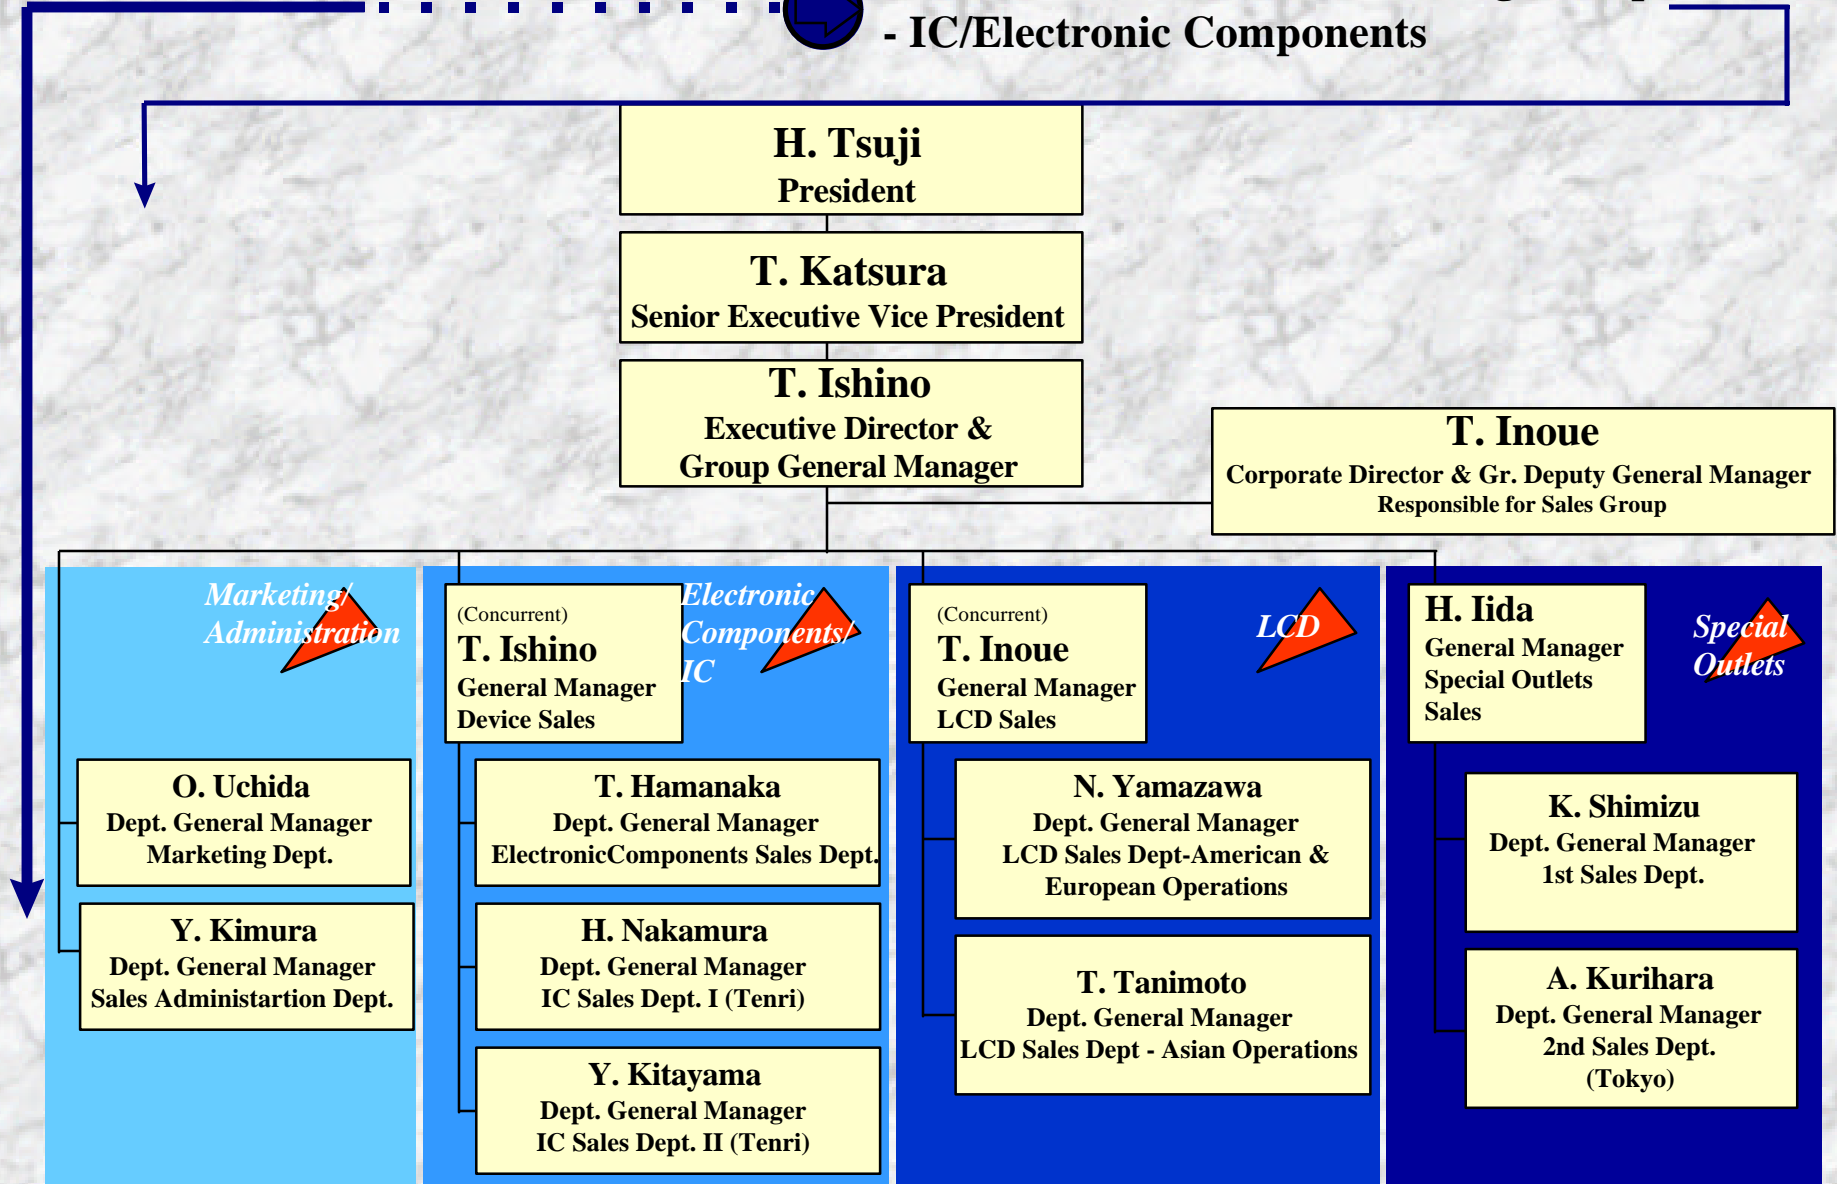 - IC/Electronic Components
H. Tsuji
President
T. Katsura
Senior Executive Vice President
T. Ishino
Executive Director &
Group General Manager
T. Inoue
Corporate Director & Gr. Deputy General Manager
Responsible for Sales Group
Marketing/
Administration
O. Uchida
Dept. General Manager
Marketing Dept.
Y. Kimura
Dept. General Manager
Sales Administartion Dept.
(Concurrent)
T. Ishino
General Manager
Device Sales
Electronic
Components/
IC
T. Hamanaka
Dept. General Manager
ElectronicComponents Sales Dept.
H. Nakamura
Dept. General Manager
IC Sales Dept. I (Tenri)
Y. Kitayama
Dept. General Manager
IC Sales Dept. II (Tenri)
(Concurrent)
T. Inoue
General Manager
LCD Sales
LCD
N. Yamazawa
Dept. General Manager
LCD Sales Dept-American &
European Operations
T. Tanimoto
Dept. General Manager
LCD Sales Dept - Asian Operations
H. Iida
General Manager
Special Outlets
Sales
Special
Outlets
K. Shimizu
Dept. General Manager
1st Sales Dept.
A. Kurihara
Dept. General Manager
2nd Sales Dept.
(Tokyo)